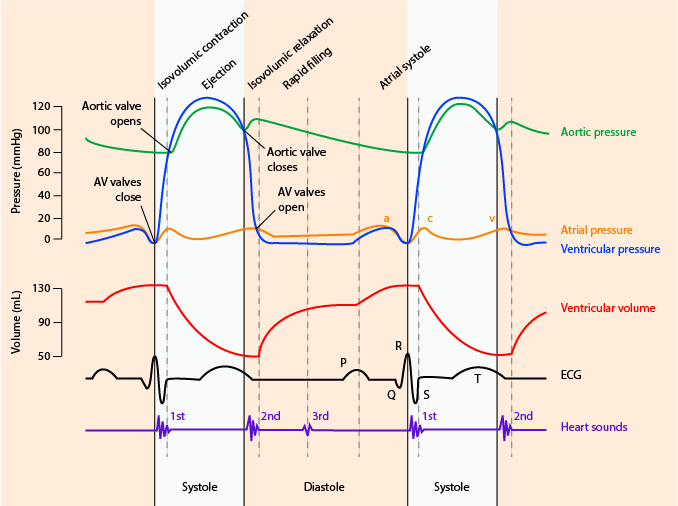 Isovolumic contraction
Ejection
Isovolumic relaxation
Rapid filling
Atrial systole
Pressure (mmHg)
120
100
80
60
40
20
0
Aortic valve
opens
AV valves
close
Aortic valve
closes
AV valves
open
a
c
v
Aortic pressure
Atrial pressure
Ventricular pressure
Volume (mL)
130
90
50
Ventricular volume
P
Q
R
S
T
ECG
1st
2nd
3rd
1st
2nd
Heart sounds
Systole
Diastole
Systole